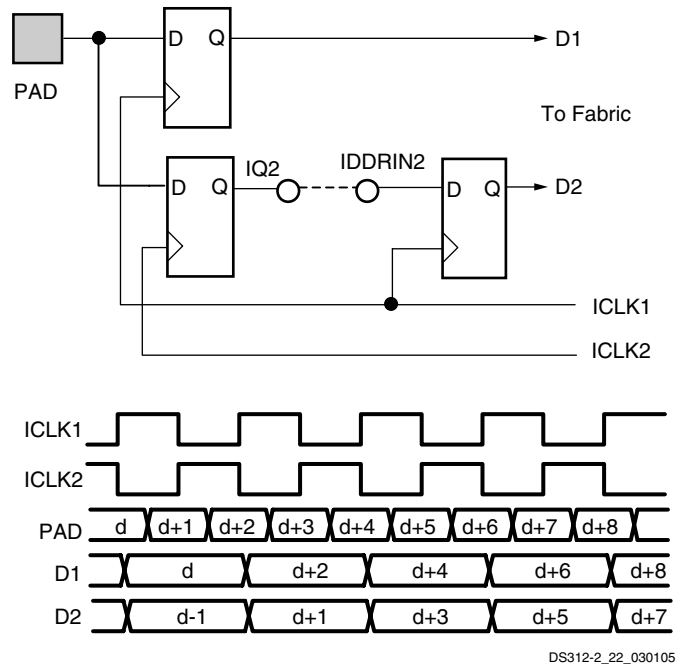 D Q D1
PAD
To Fabric
IQ2 IDDRIN2
D Q D Q D2
ICLK1
ICLK2
ICLK1
ICLK2
PAD d d+1 d+2 d+3 d+4 d+5 d+6 d+7 d+8
D1 d d+2 d+4 d+6 d+8
D2 d-1 d+1 d+3 d+5 d+7
DS312-2_22_030105